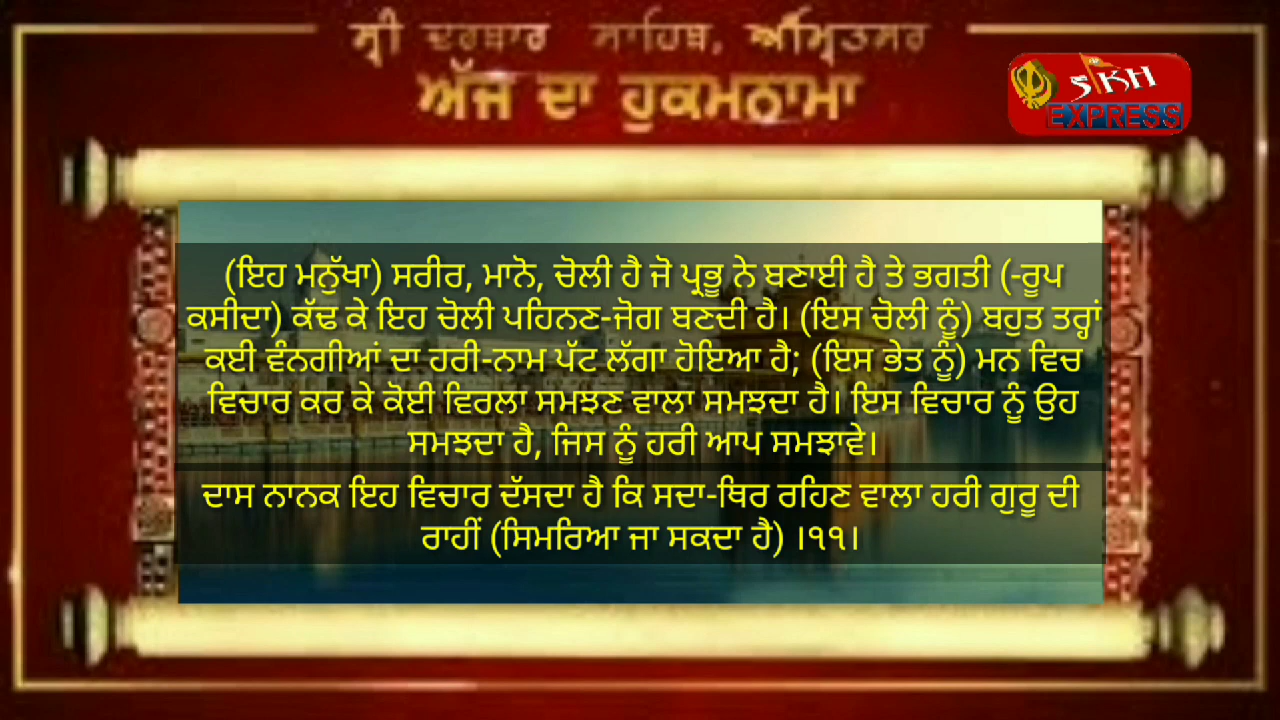 ਸ੍ਰੀ ਦਰਬਾਰ ਸਾਹਿਬ, ਅੰਮ੍ਰਿਤਸਰ
ਅੱਜ ਦਾ ਹੁਕਮਨਾਮਾ
SIKH
EXPRESS
(ਇਹ ਮਨੁੱਖਾ) ਸਰੀਰ, ਮਾਨੋ, ਚੋਲੀ ਹੈ ਜੋ ਪ੍ਰਭੂ ਨੇ ਬਣਾਈ ਹੈ ਤੇ ਭਗਤੀ (-ਰੂਪ
ਕਸੀਦਾ) ਕੱਢ ਕੇ ਇਹ ਚੋਲੀ ਪਹਿਨਣ-ਜੋਗ ਬਣਦੀ ਹੈ। (ਇਸ ਚੋਲੀ ਨੂੰ) ਬਹੁਤ ਤਰ੍ਹਾਂ
ਕਈ ਵੰਨਗੀਆਂ ਦਾ ਹਰੀ-ਨਾਮ ਪੱਟ ਲੱਗਾ ਹੋਇਆ ਹੈ; (ਇਸ ਭੇਤ ਨੂੰ) ਮਨ ਵਿਚ
ਵਿਚਾਰ ਕਰ ਕੇ ਕੋਈ ਵਿਰਲਾ ਸਮਝਣ ਵਾਲਾ ਸਮਝਦਾ ਹੈ। ਇਸ ਵਿਚਾਰ ਨੂੰ ਉਹ
ਸਮਝਦਾ ਹੈ, ਜਿਸ ਨੂੰ ਹਰੀ ਆਪ ਸਮਝਾਵੇ।
ਦਾਸ ਨਾਨਕ ਇਹ ਵਿਚਾਰ ਦੱਸਦਾ ਹੈ ਕਿ ਸਦਾ-ਥਿਰ ਰਹਿਣ ਵਾਲਾ ਹਰੀ ਗੁਰੂ ਦੀ
ਰਾਹੀਂ (ਸਿਮਰਿਆ ਜਾ ਸਕਦਾ ਹੈ) ।੧੧।